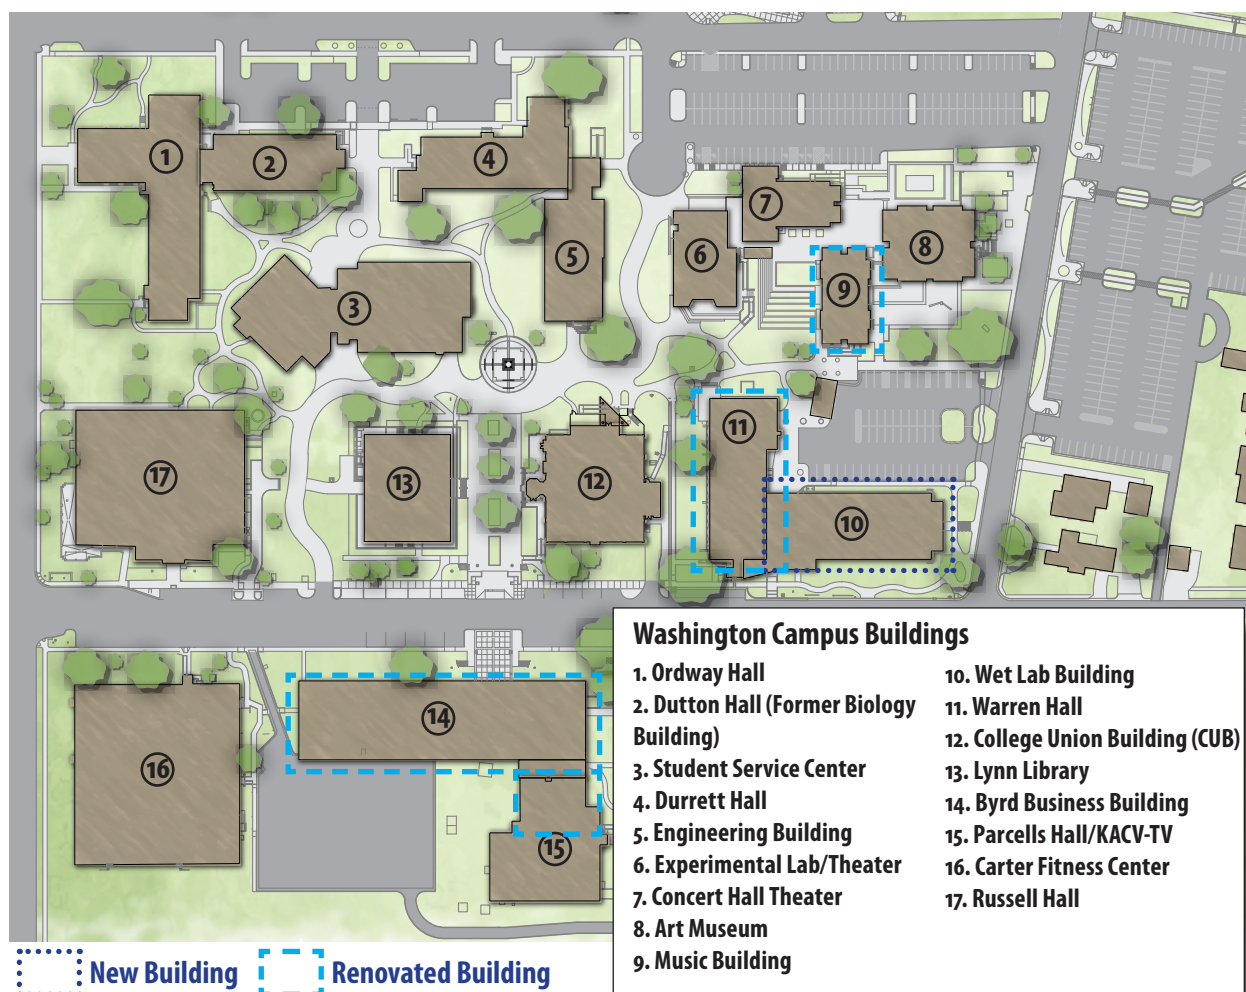 1
2
4
7
5
6
8
9
3
11
17
13
12
10
14
16
15
Washington Campus Buildings
1. Ordway Hall
2. Dutton Hall (Former Biology
Building)
3. Student Service Center
4. Durrett Hall
5. Engineering Building
6. Experimental Lab/Theater
7. Concert Hall Theater
8. Art Museum
9. Music Building
10. Wet Lab Building
11. Warren Hall
12. College Union Building (CUB)
13. Lynn Library
14. Byrd Business Building
15. Parcells Hall/KACV-TV
16. Carter Fitness Center
17. Russell Hall
New Building
Renovated Building